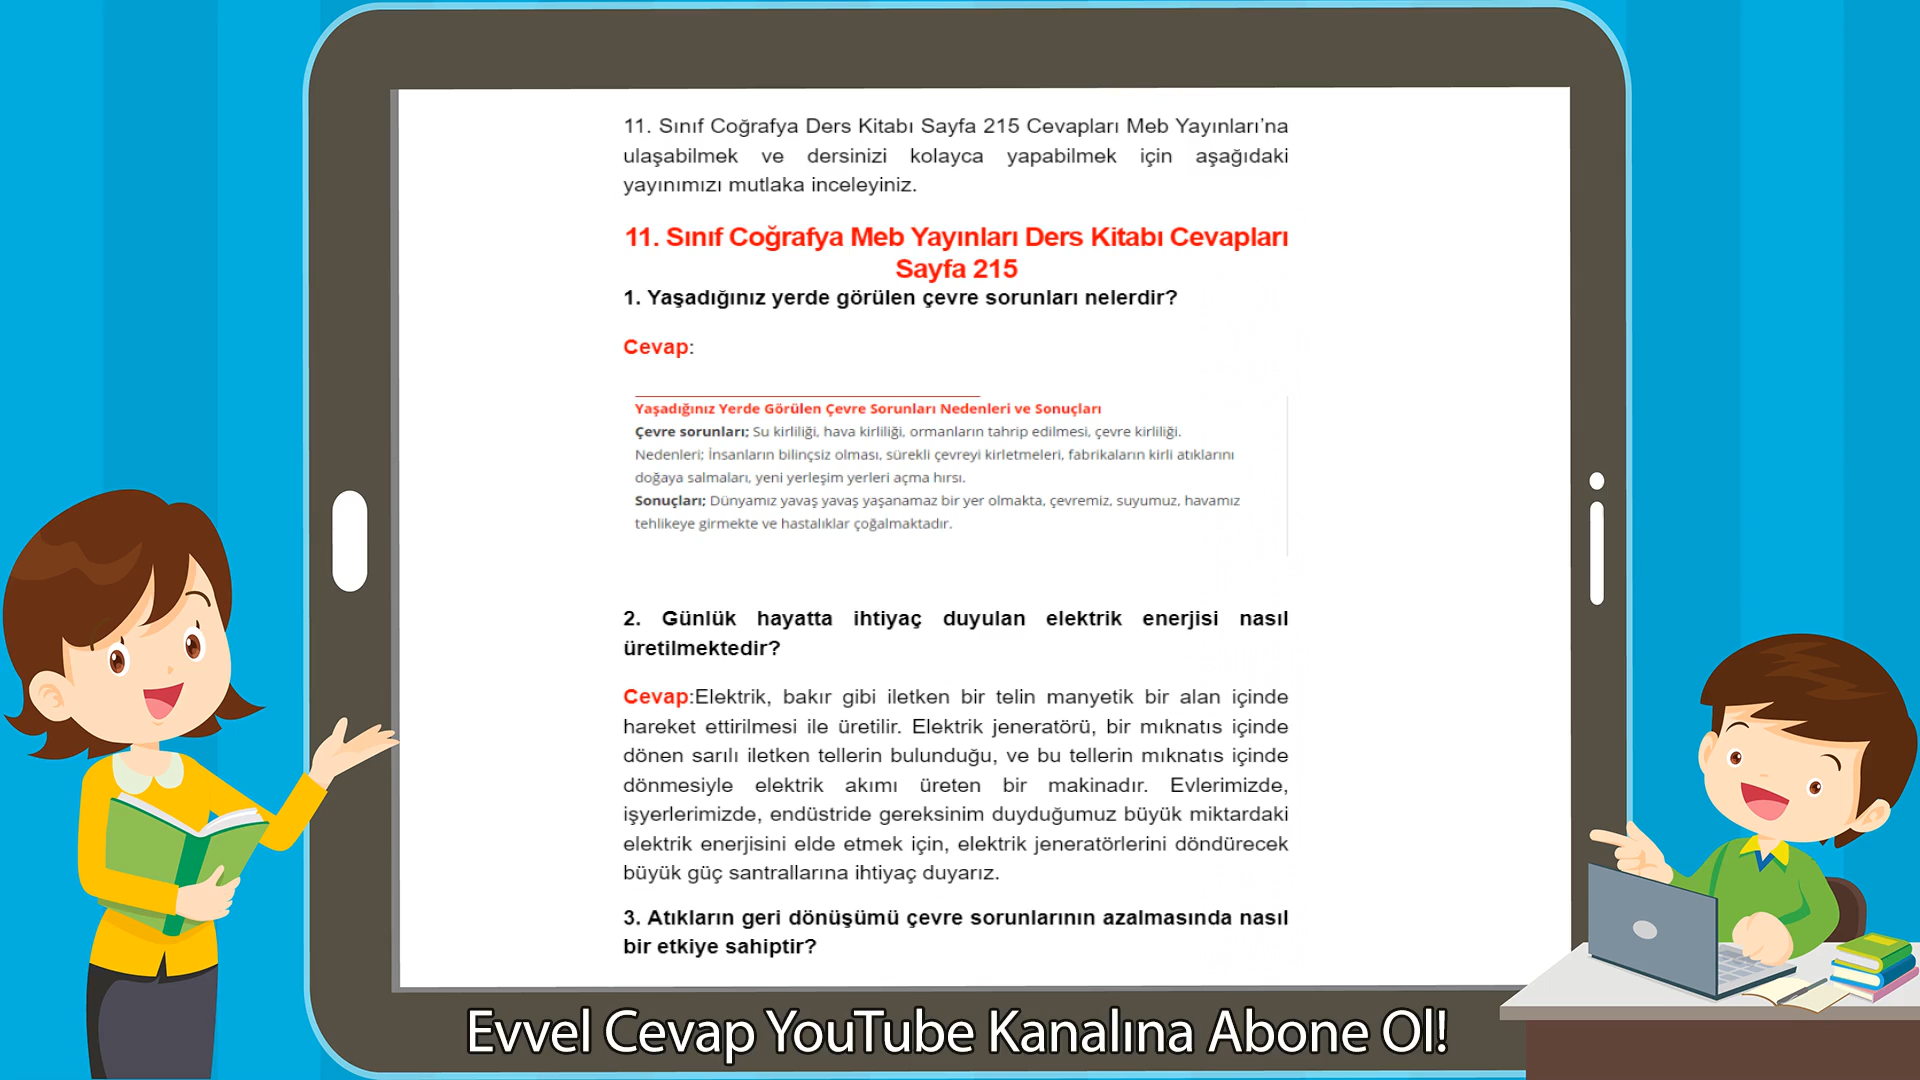 11. Sınıf Coğrafya Ders Kitabı Sayfa 215 Cevapları Meb Yayınları’na
ulaşabilmek ve dersinizi kolayca yapabilmek için aşağıdaki
yayınımızı mutlaka inceleyiniz.
11. Sınıf Coğrafya Meb Yayınları Ders Kitabı Cevapları
Sayfa 215
1. Yaşadığınız yerde görülen çevre sorunları nelerdir?
Cevap:
Yaşadığınız Yerde Görülen Çevre Sorunları Nedenleri ve Sonuçları
Çevre sorunları; Su kirliliği, hava kirliliği, ormanların tahrip edilmesi, çevre kirliliği.
Nedenleri; İnsanların bilinçsiz olması, sürekli çevreyi kirletmeleri, fabrikaların kirli atıklarını
doğaya salmaları, yeni yerleşim yerleri açma hırsı.
Sonuçları; Dünyamız yavaş yavaş yaşanamaz bir yer olmakta, çevremiz, suyumuz, havamız
tehlikeye girmekte ve hastalıklar çoğalmaktadır.
2. Günlük hayatta ihtiyaç duyulan elektrik enerjisi nasıl
üretilmektedir?
Cevap:Elektrik, bakır gibi iletken bir telin manyetik bir alan içinde
hareket ettirilmesi ile üretilir. Elektrik jeneratörü, bir mıknatıs içinde
dönen sarılı iletken tellerin bulunduğu, ve bu tellerin mıknatıs içinde
dönmesiyle elektrik akımı üreten bir makinadır. Evlerimizde,
işyerlerimizde, endüstride gereksinim duyduğumuz büyük miktardaki
elektrik enerjisini elde etmek için, elektrik jeneratörlerini döndürecek
büyük güç santrallarına ihtiyaç duyarız.
3. Atıkların geri dönüşümü çevre sorunlarının azalmasında nasıl
bir etkiye sahiptir?
Evvel Cevap YouTube Kanalına Abone Ol!